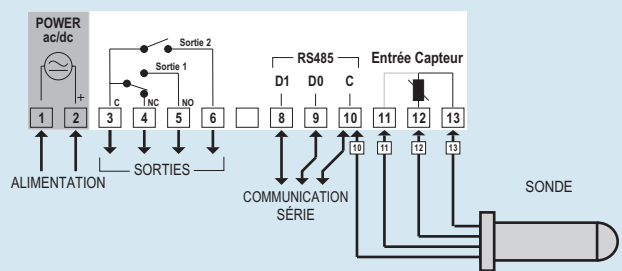 POWER
ac/dc
Sortie 2
Sortie 1
RS485
Entrée Capteur
D1 D0 C
+
C NC NO
1 2 3 4 5 6 8 9 10 11 12 13
10 11 12 13
ALIMENTATION
SORTIES
COMMUNICATION
SÉRIE
SONDE